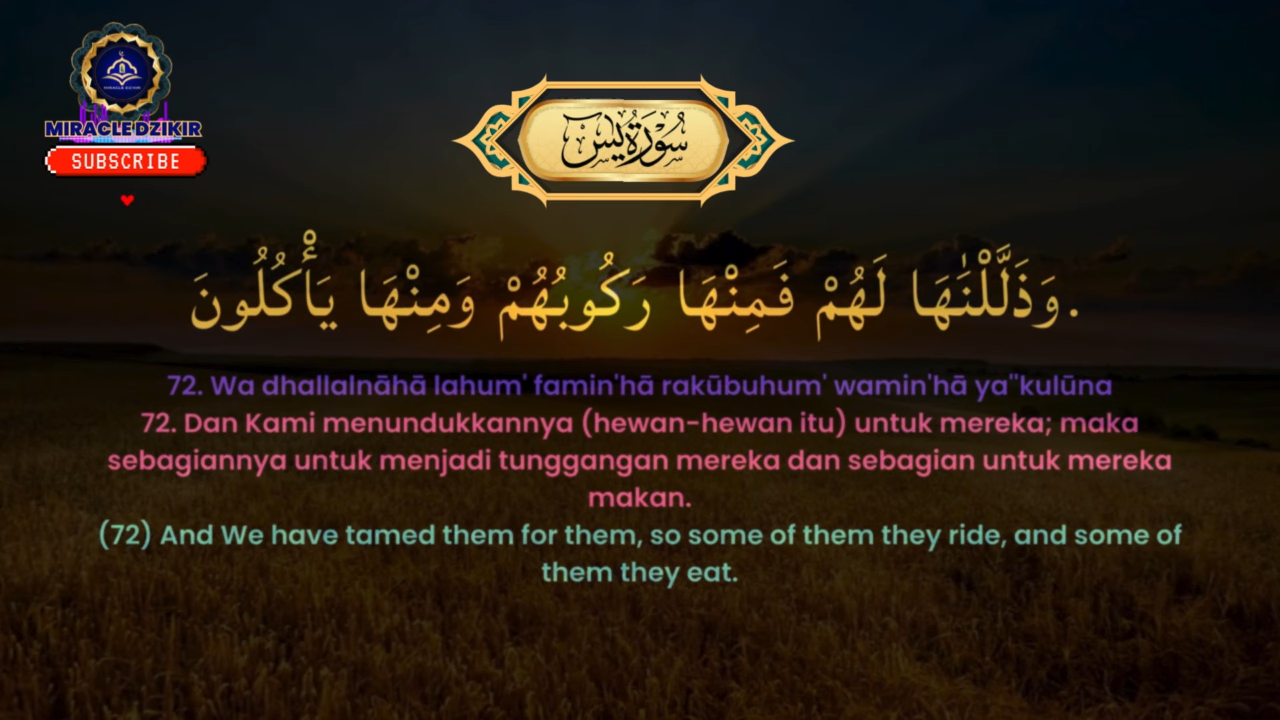 MIRACLE DZIKIR
SUBSCRIBE
سُوْرَةُ يٰسٓ
وَذَلَّلْنَٰهَا لَهُمْ فَمِنْهَا رَكُوبُهُمْ وَمِنْهَا يَأْكُلُونَ.
72. Wa dhallalnāhā lahum' famin'hā rakūbuhum' wamin'hā ya"kulūna
72. Dan Kami menundukkannya (hewan-hewan itu) untuk mereka; maka
sebagiannya untuk menjadi tunggangan mereka dan sebagian untuk mereka
makan.
(72) And We have tamed them for them, so some of them they ride, and some of
them they eat.